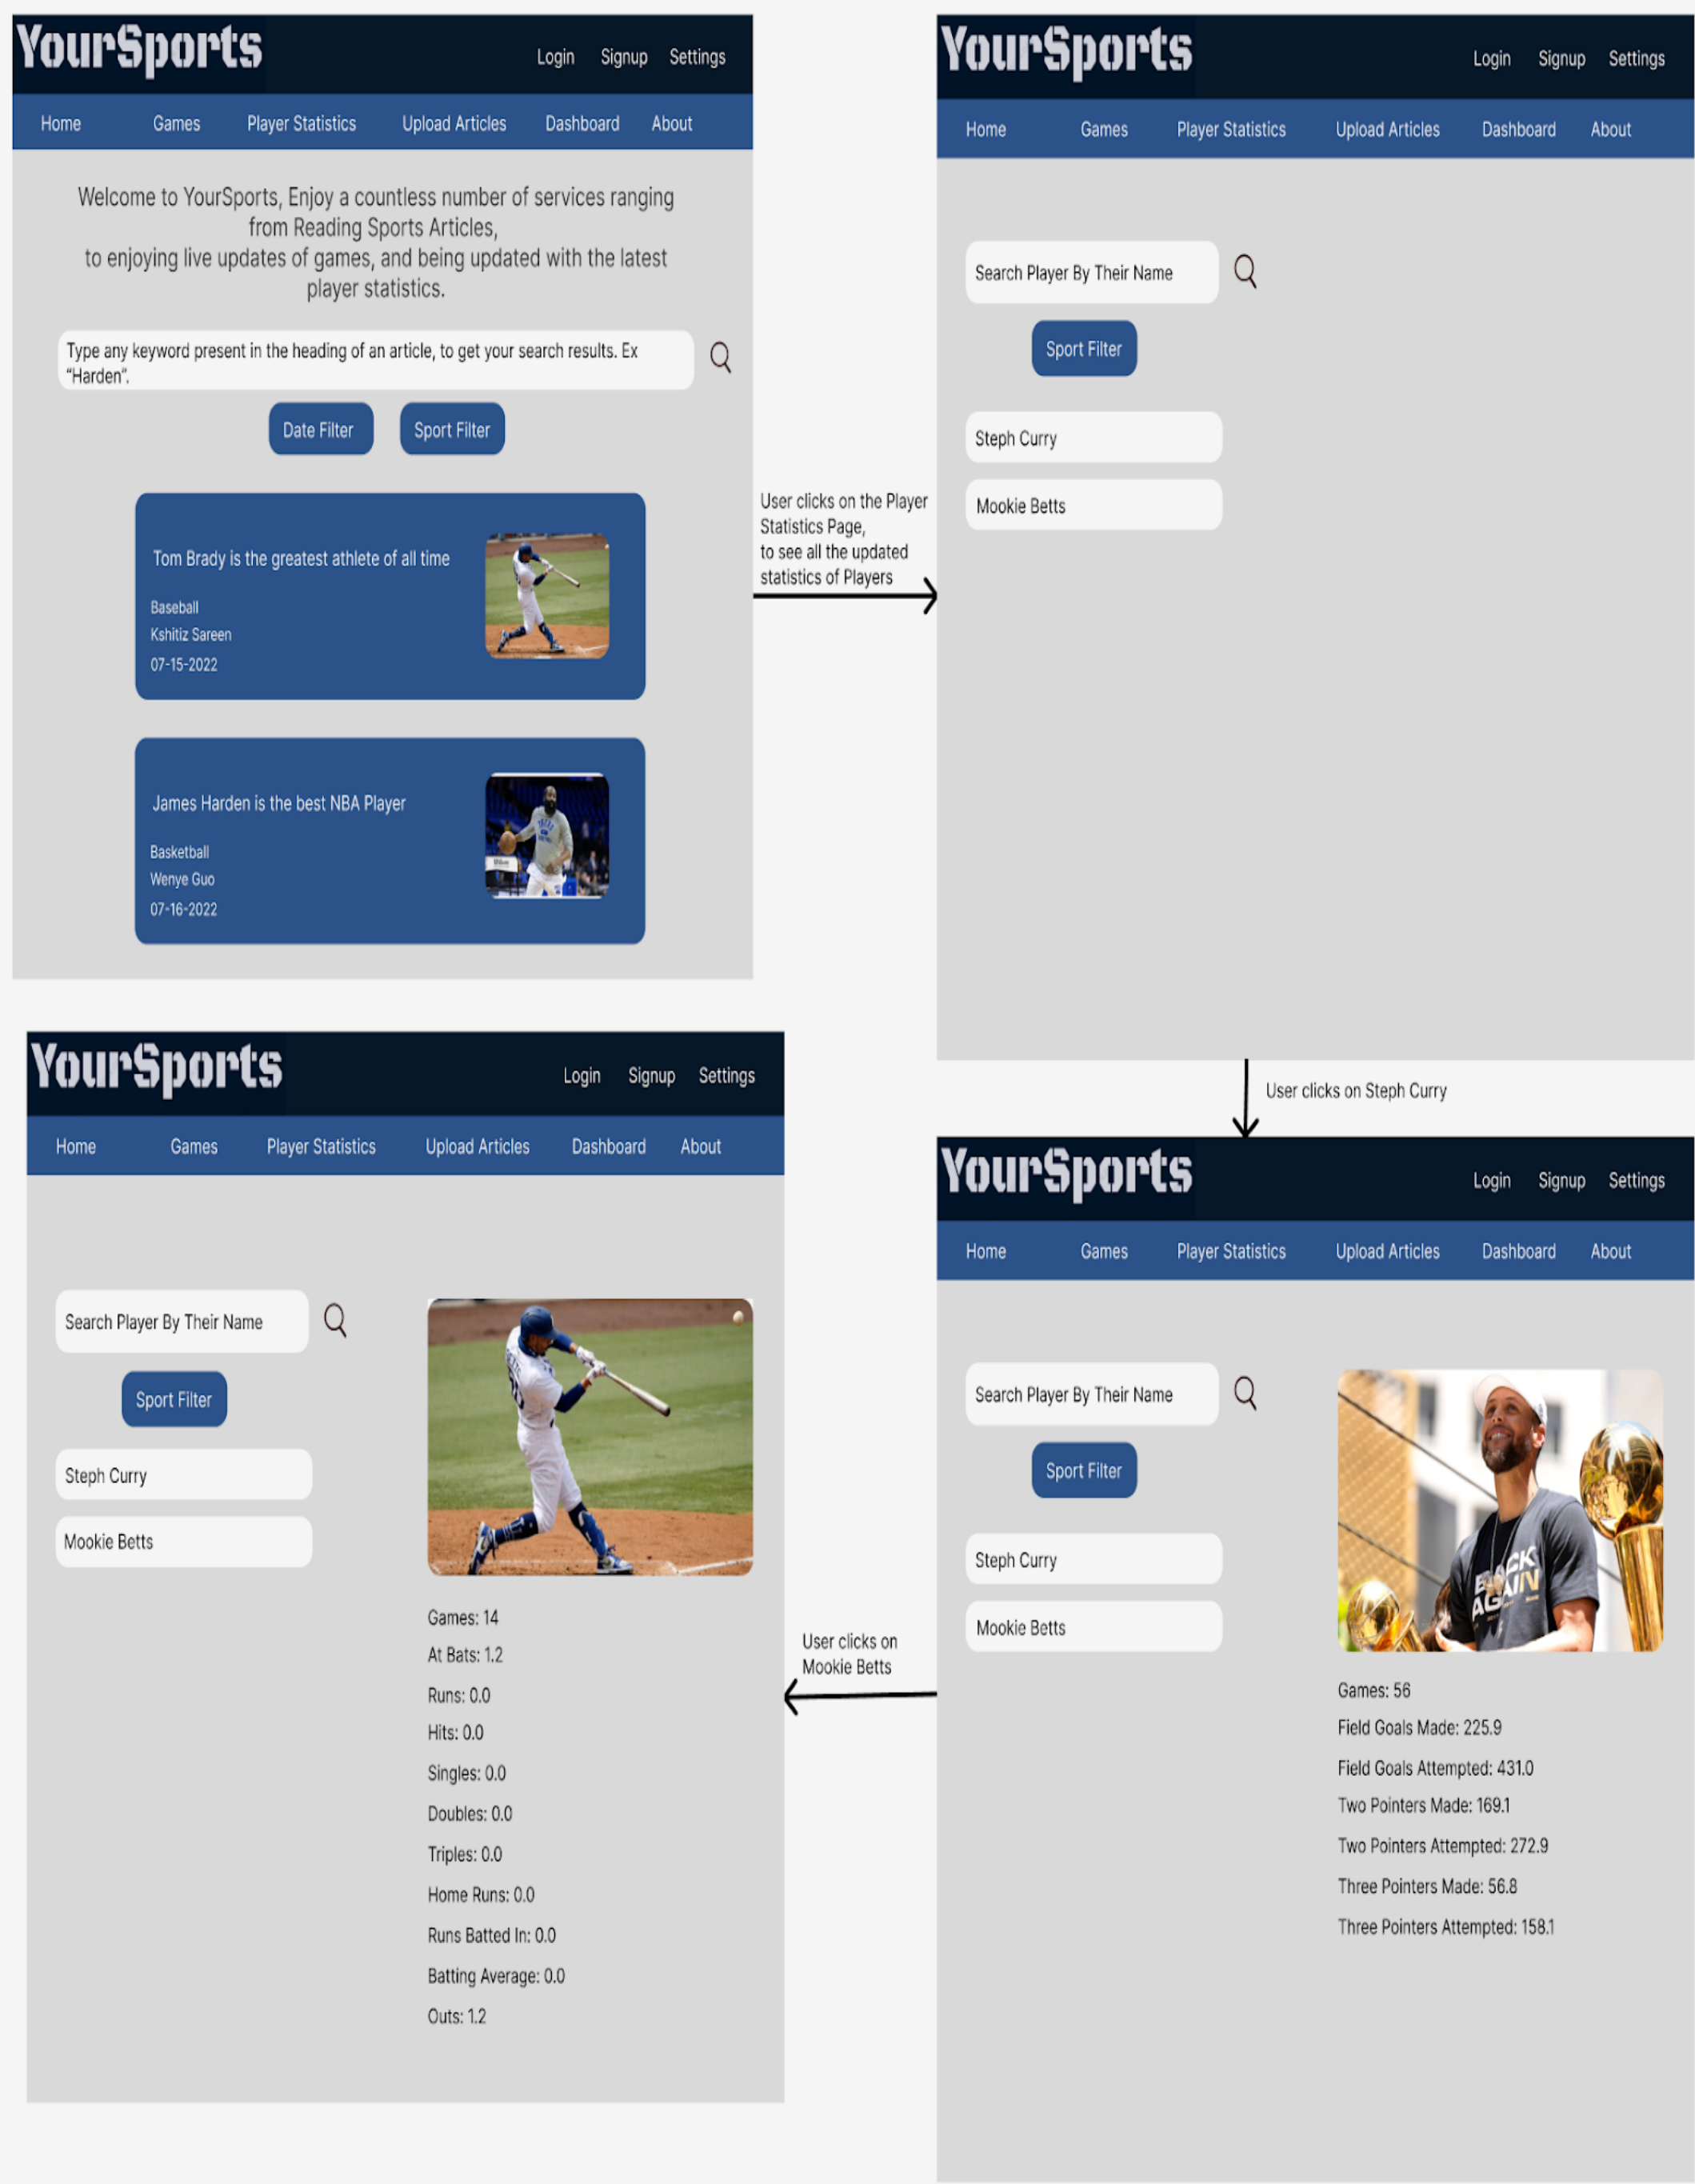 YourSports
Login Signup Settings
Home Games Player Statistics Upload Articles Dashboard About
Welcome to YourSports, Enjoy a countless number of services ranging
from Reading Sports Articles,
to enjoying live updates of games, and being updated with the latest
player statistics.
Type any keyword present in the heading of an article, to get your search results. Ex
“Harden”.
Date Filter Sport Filter
Tom Brady is the greatest athlete of all time
Baseball
Kshitiz Sareen
07-15-2022
James Harden is the best NBA Player
Basketball
Wenye Guo
07-16-2022
User clicks on the Player
Statistics Page,
to see all the updated
statistics of Players
YourSports
Login Signup Settings
Home Games Player Statistics Upload Articles Dashboard About
Search Player By Their Name
Sport Filter
Steph Curry
Mookie Betts
User clicks on Steph Curry
YourSports
Login Signup Settings
Home Games Player Statistics Upload Articles Dashboard About
Search Player By Their Name
Sport Filter
Steph Curry
Mookie Betts
BACK
AGAIN
Games: 56
Field Goals Made: 225.9
Field Goals Attempted: 431.0
Two Pointers Made: 169.1
Two Pointers Attempted: 272.9
Three Pointers Made: 56.8
Three Pointers Attempted: 158.1
User clicks on
Mookie Betts
YourSports
Login Signup Settings
Home Games Player Statistics Upload Articles Dashboard About
Search Player By Their Name
Sport Filter
Steph Curry
Mookie Betts
Games: 14
At Bats: 1.2
Runs: 0.0
Hits: 0.0
Singles: 0.0
Doubles: 0.0
Triples: 0.0
Home Runs: 0.0
Runs Batted In: 0.0
Batting Average: 0.0
Outs: 1.2